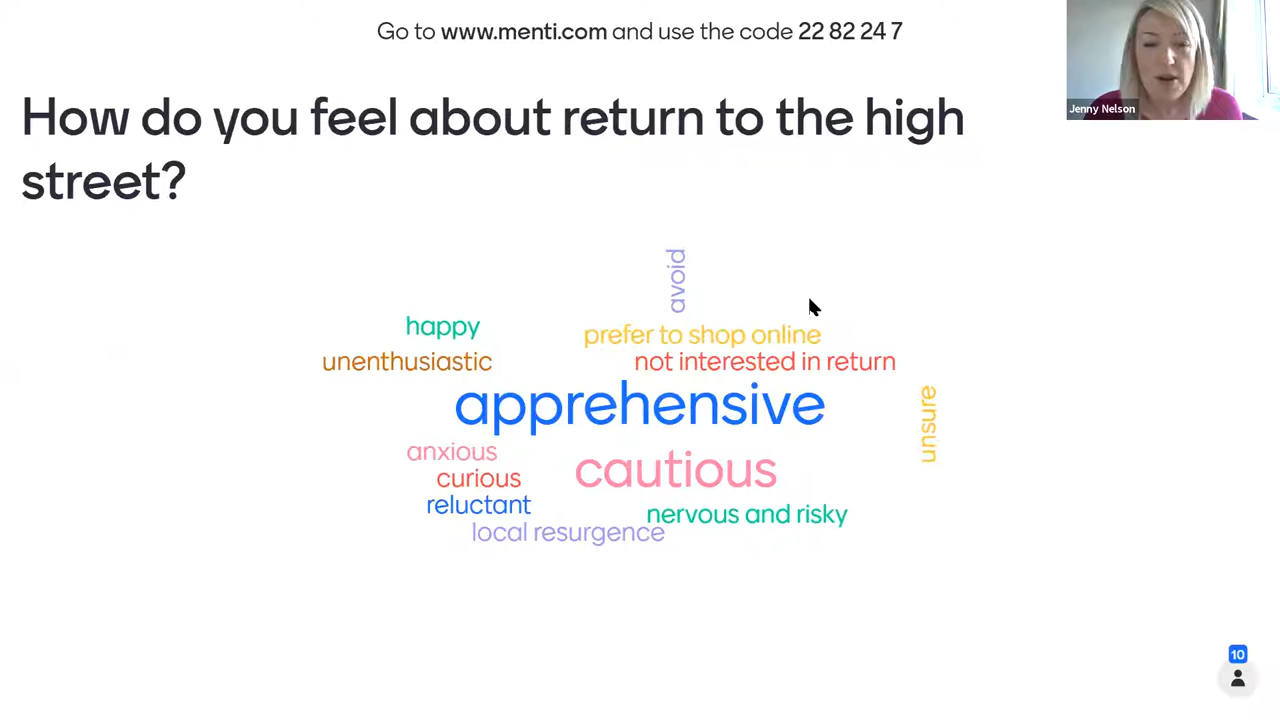 Go to www.menti.com and use the code 22 82 24 7
Jenny Nelson
How do you feel about return to the high
street?
avoid
happy
prefer to shop online
unenthusiastic
not interested in return
apprehensive
unsure
anxious
cautious
curious
reluctant
nervous and risky
local resurgence
10